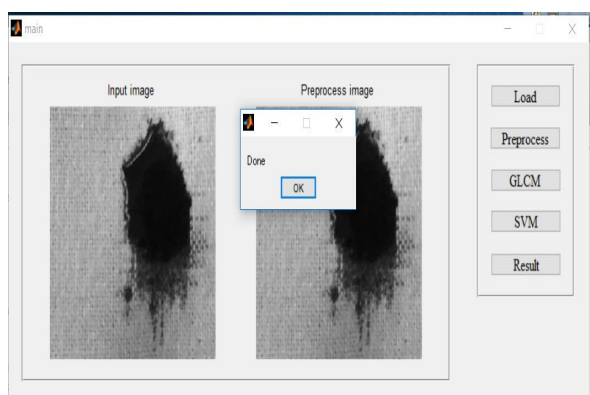 main
Input image
Preprocess image
Done
OK
Load
Preprocess
GLCM
SVM
Result